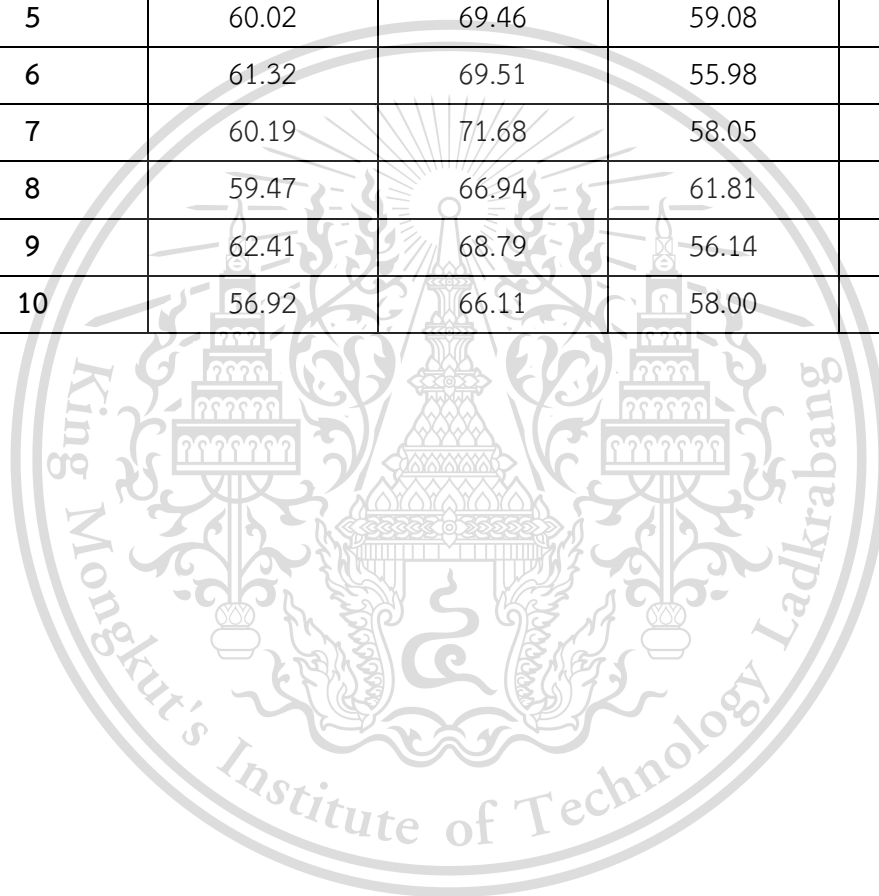 5 60.02 69.46 59.08
6 61.32 69.51 55.98
7 60.19 71.68 58.05
8 59.47 66.94 61.81
9 62.41 68.79 56.14
10 56.92 66.11 58.00
King Mongkut's Institute of Technology Ladkrabang